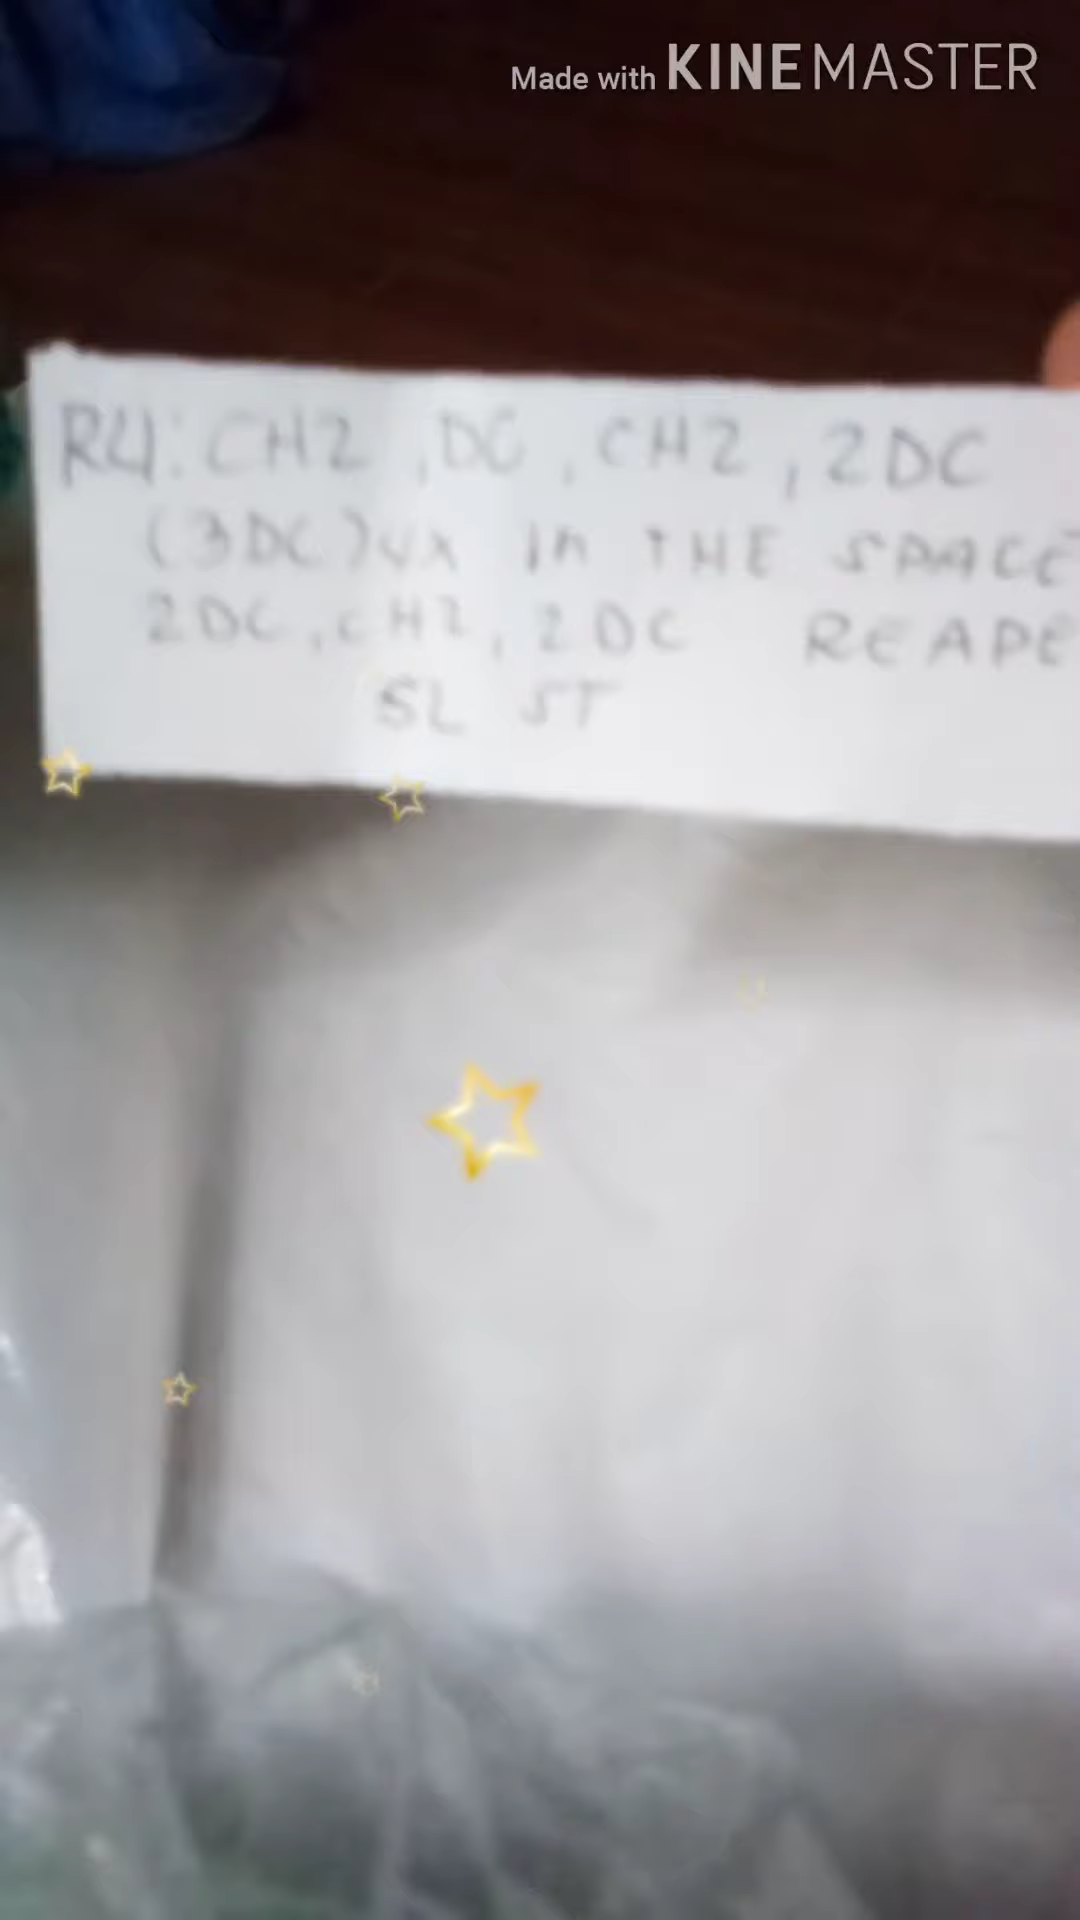 Made with KINEMASTER
R4: CH2, DC, CH2, 2DC
(3DC)4X In THE SPACE
2DC, CH2, 2DC REAPE
SL ST